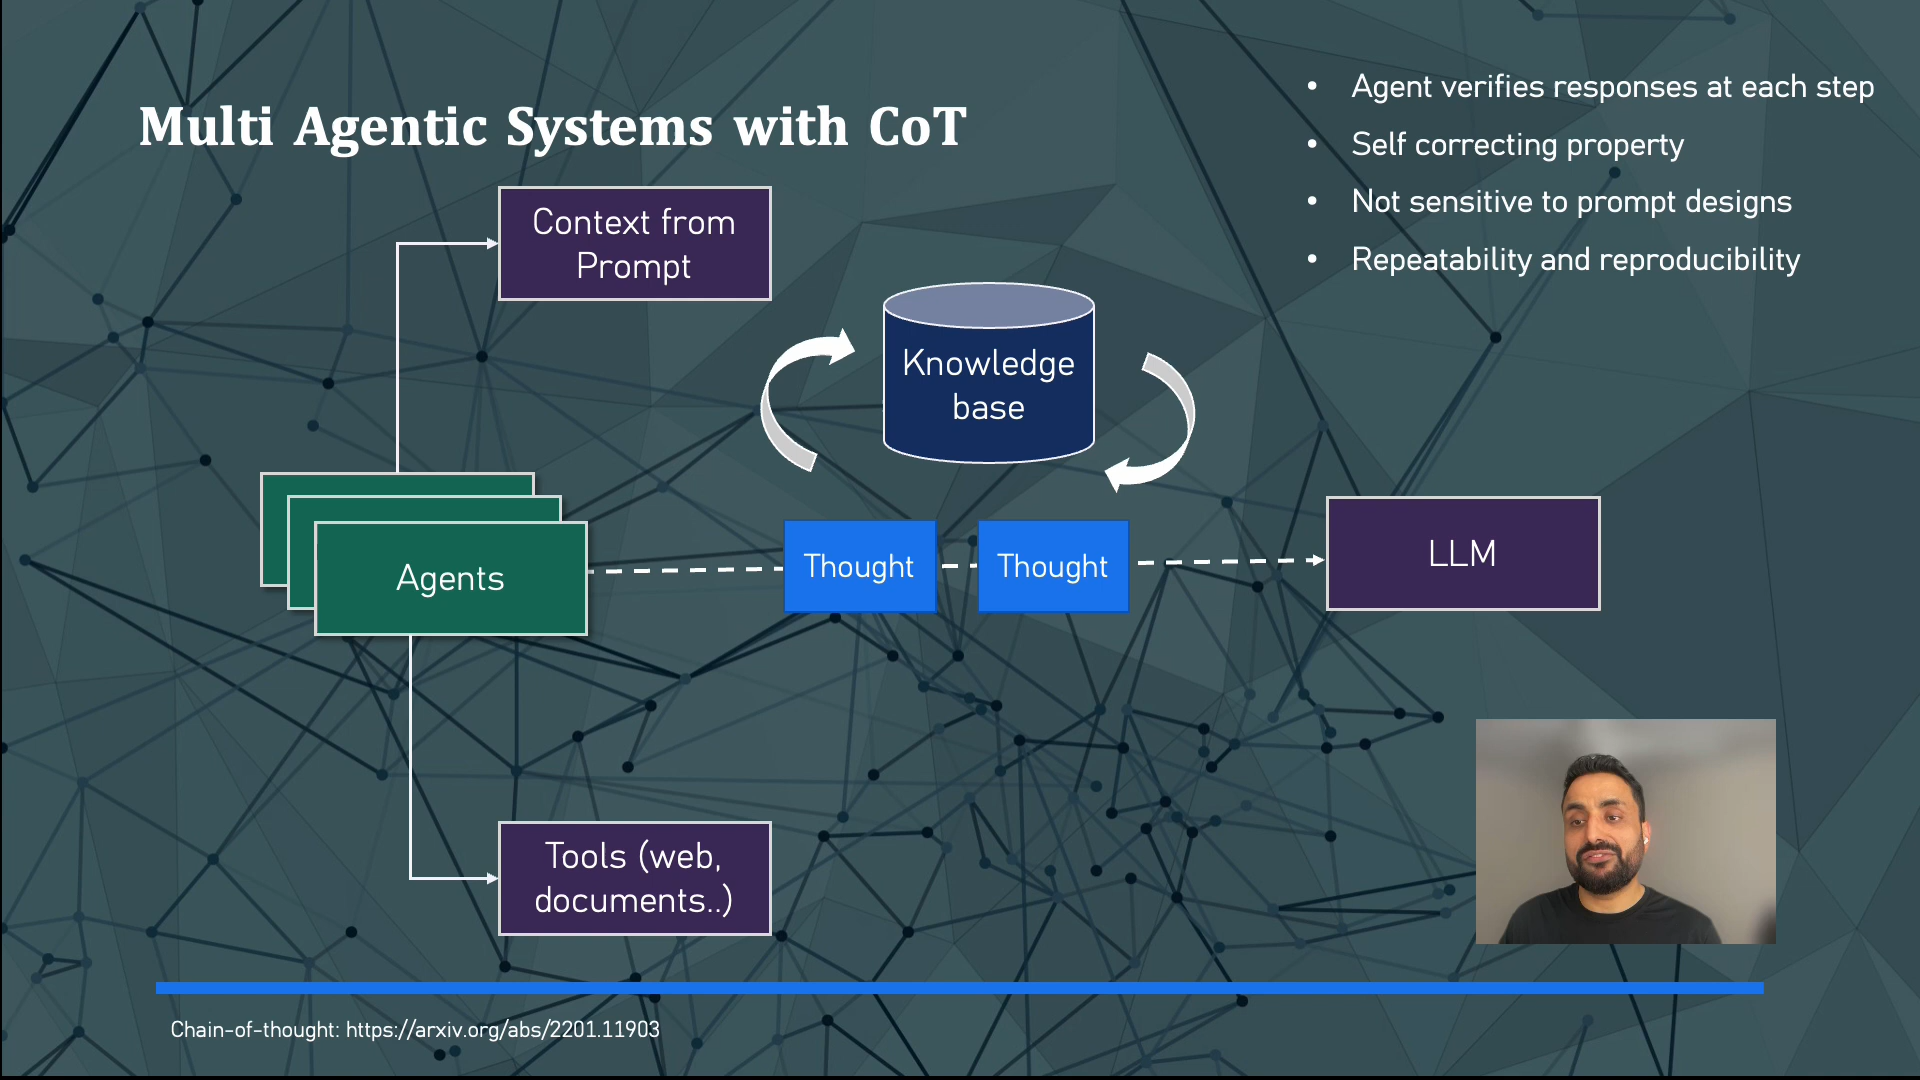 Multi Agentic Systems with CoT
• Agent verifies responses at each step
• Self correcting property
• Not sensitive to prompt designs
• Repeatability and reproducibility
Context from
Prompt
Knowledge
base
Agents
Thought
Thought
LLM
Tools (web,
documents..)
Chain-of-thought: https://arxiv.org/abs/2201.11903